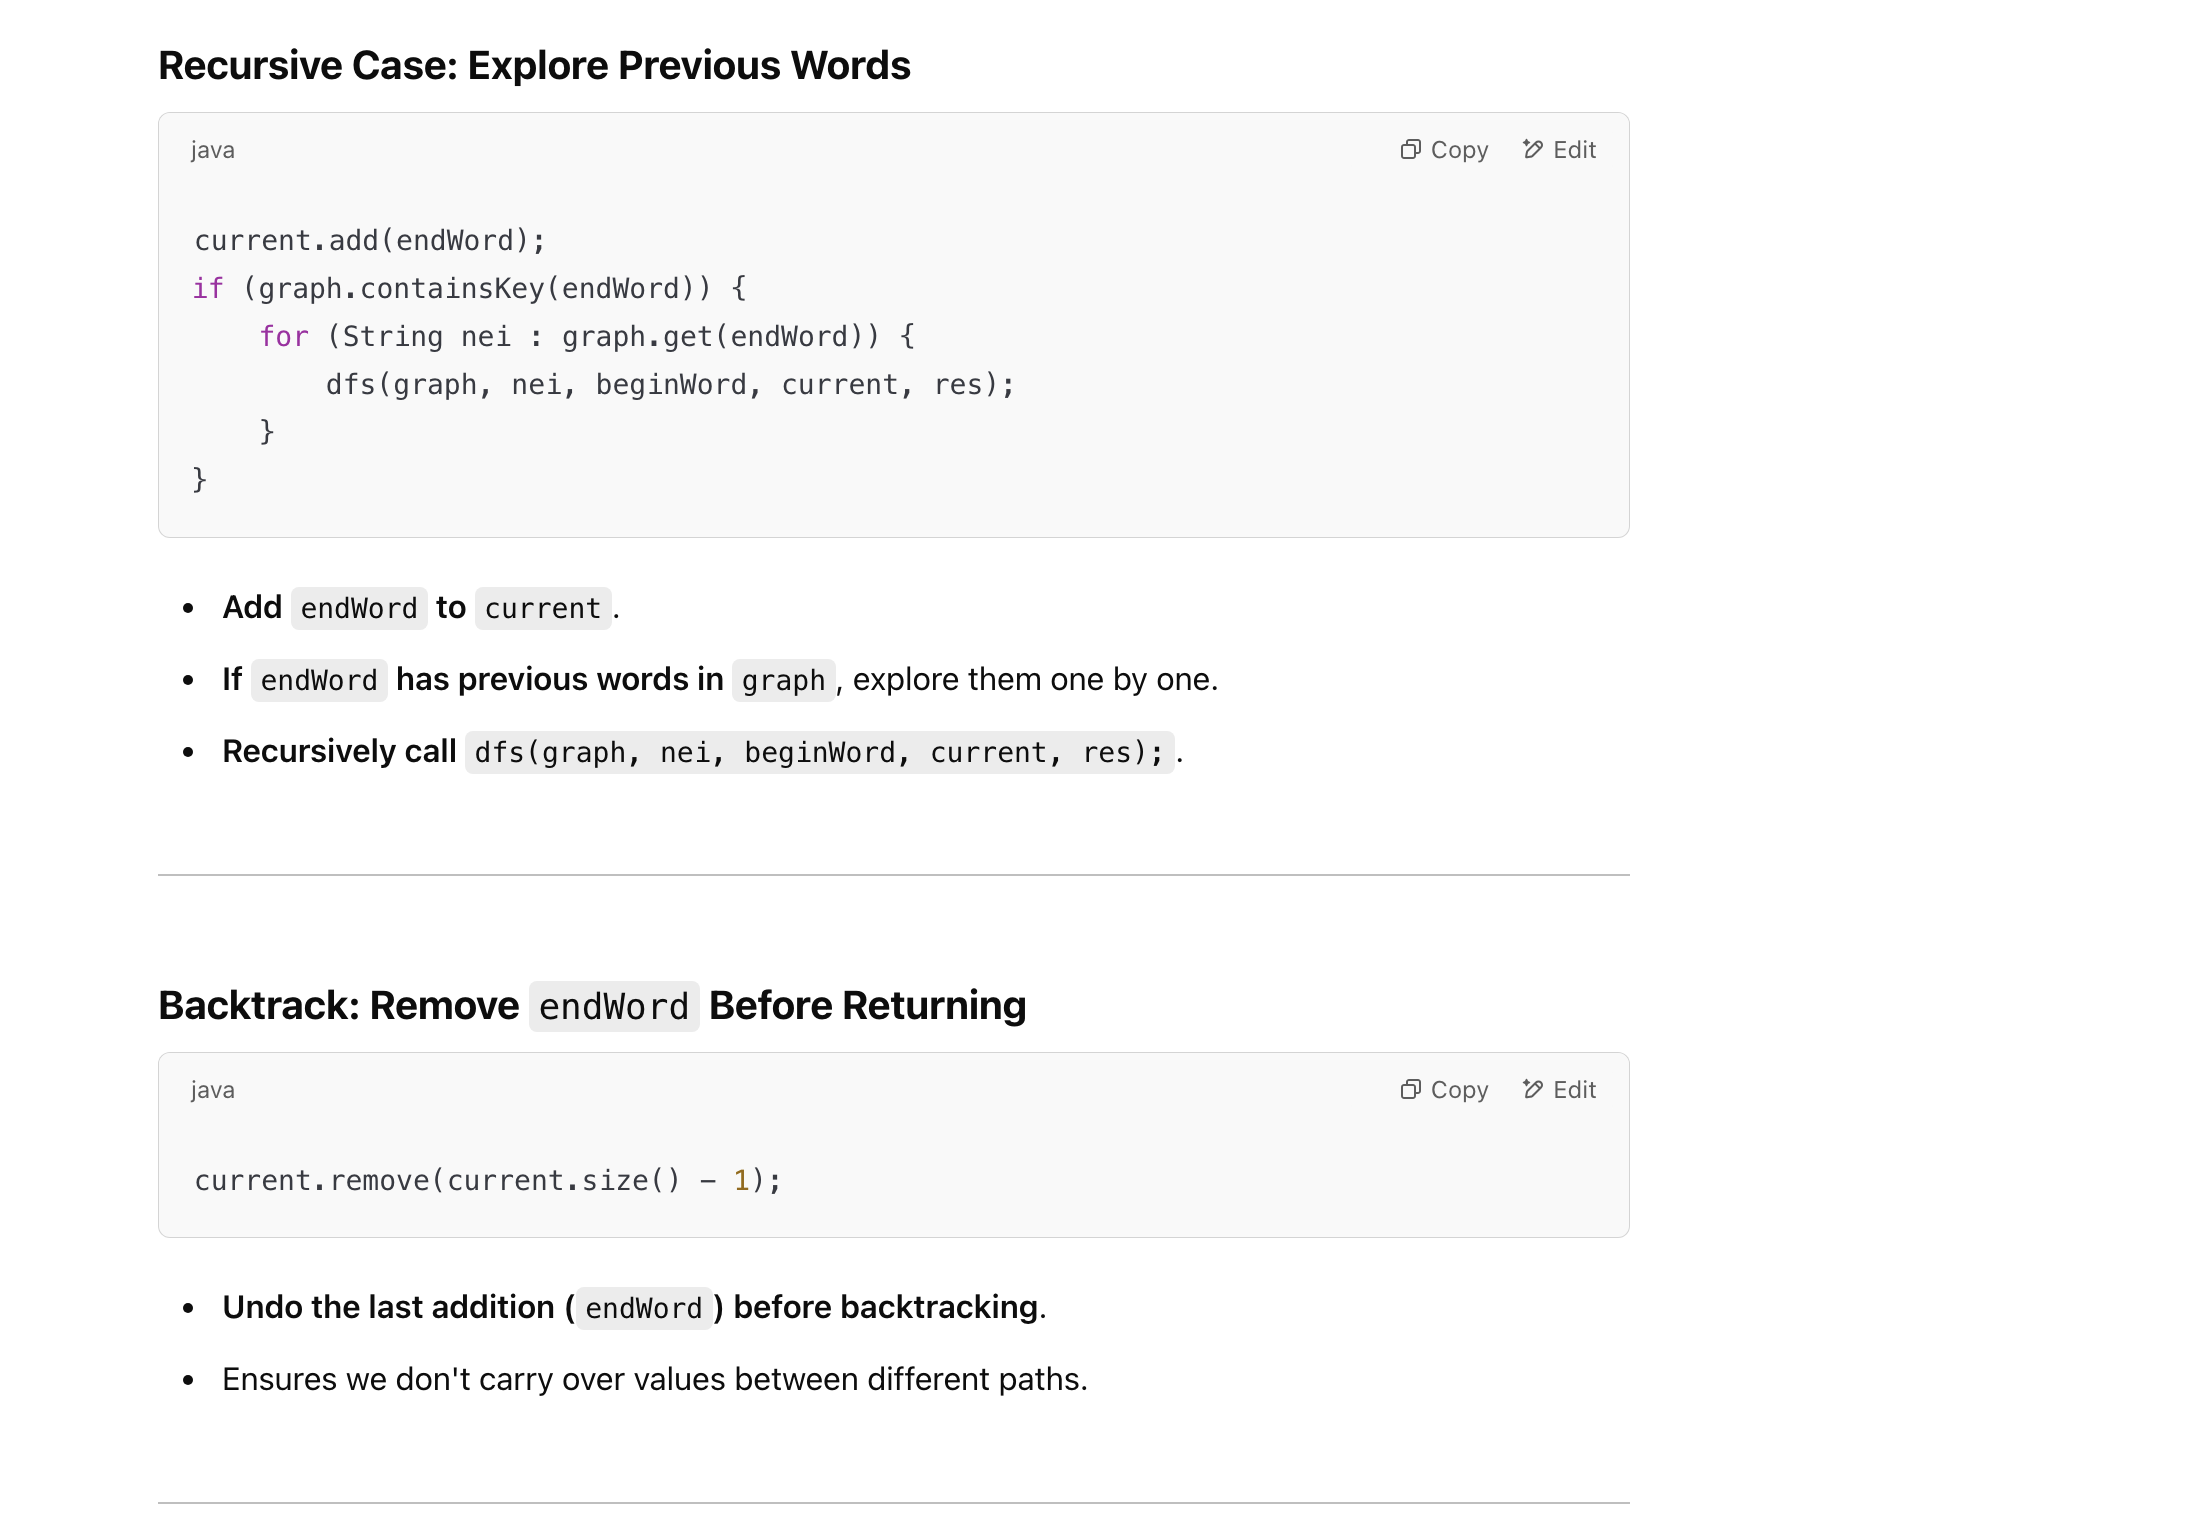 Recursive Case: Explore Previous Words
java
Copy
Edit
current.add(endWord);
if (graph.containsKey(endWord)) {
    for (String nei : graph.get(endWord)) {
        dfs(graph, nei, beginWord, current, res);
    }
}
• Add endWord to current.
• If endWord has previous words in graph, explore them one by one.
• Recursively call dfs(graph, nei, beginWord, current, res);.
Backtrack: Remove endWord Before Returning
java
Copy
Edit
current.remove(current.size() - 1);
• Undo the last addition (endWord) before backtracking.
• Ensures we don't carry over values between different paths.